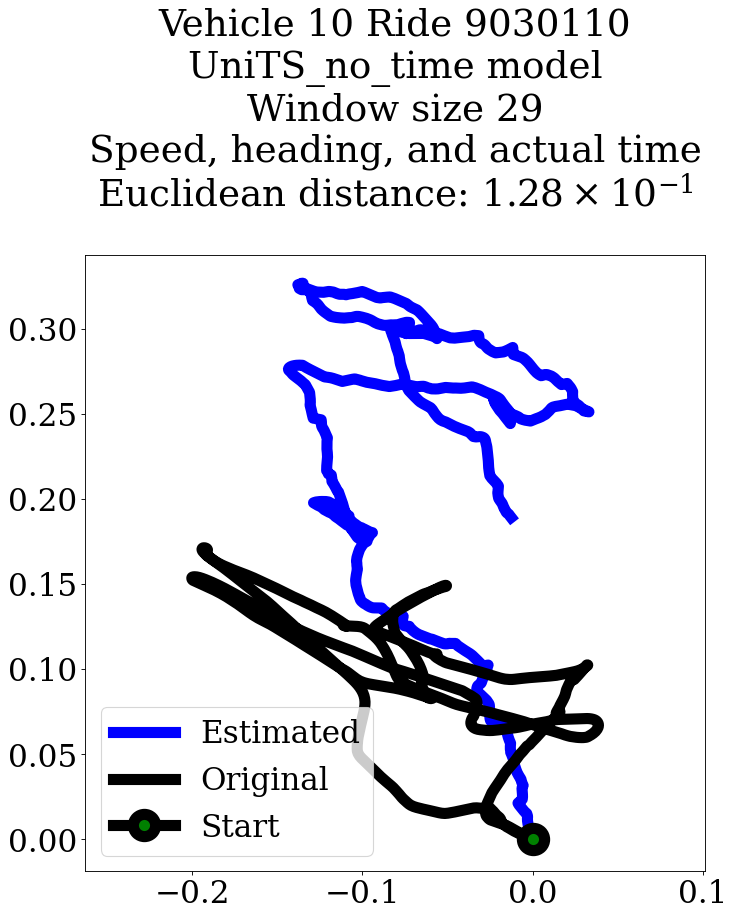 Vehicle 10 Ride 9030110
UniTS_no_time model
Window size 29
Speed, heading, and actual time
Euclidean distance: 1.28 × 10⁻¹
0.30
0.25
0.20
0.15
0.10
0.05
0.00
Estimated
Original
Start
−0.2 −0.1 0.0 0.1